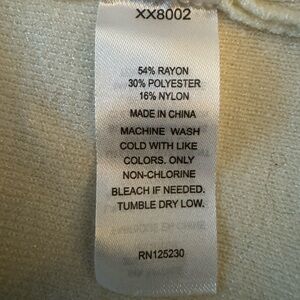 XX8002
54% RAYON
30% POLYESTER
16% NYLON
MADE IN CHINA
MACHINE WASH
COLD WITH LIKE
COLORS. ONLY
NON-CHLORINE
BLEACH IF NEEDED.
TUMBLE DRY LOW.
RN125230